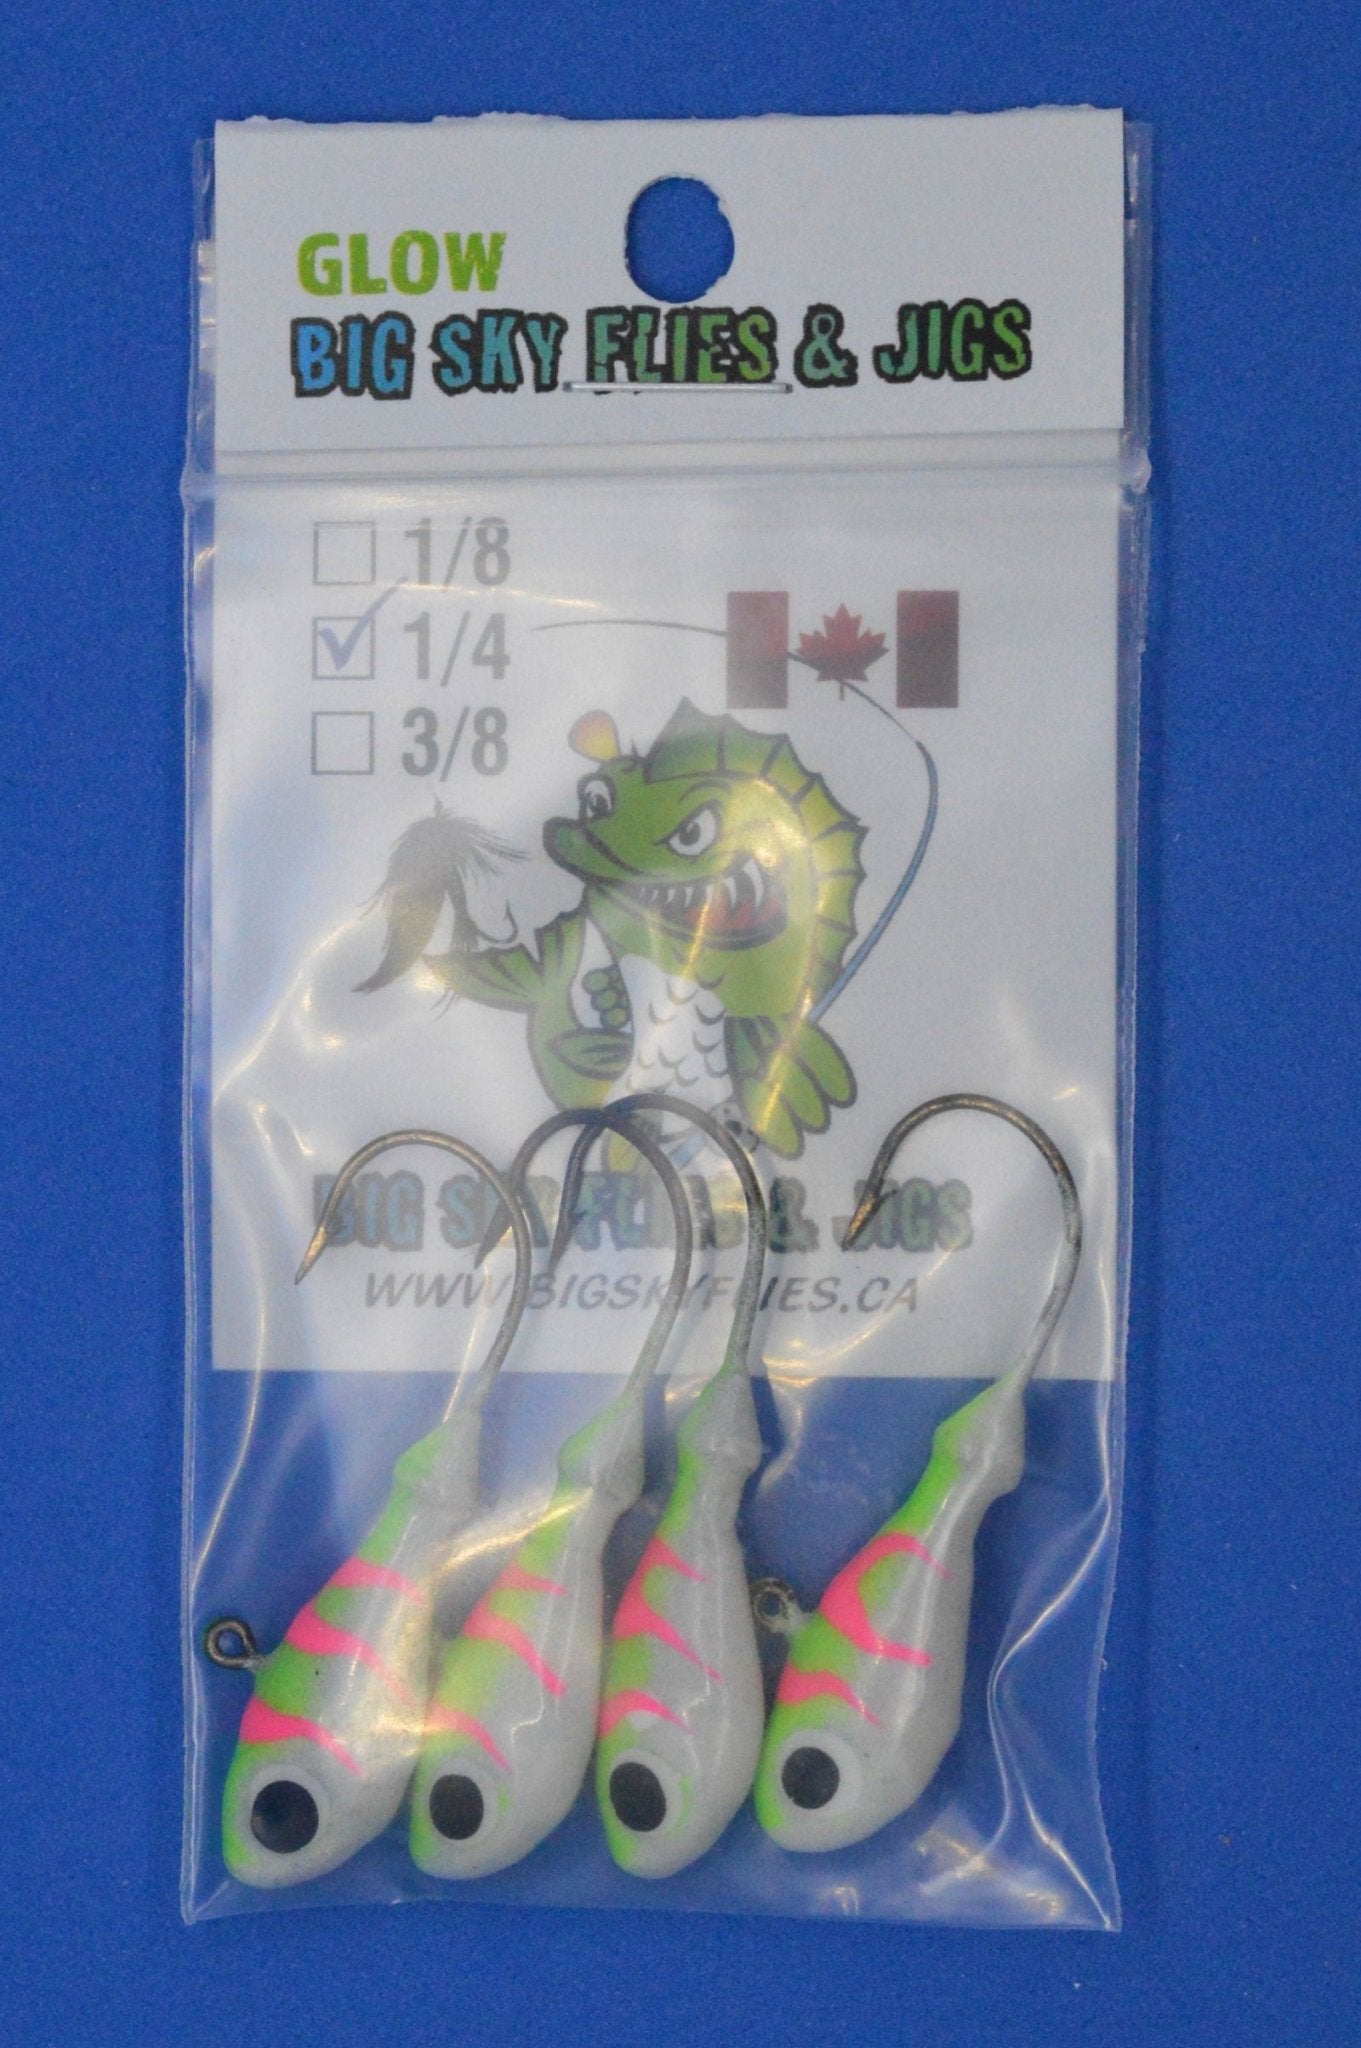 GLOW
BIG SKY FLIES & JIGS
1/8
1/4
3/8
BIG SKY FLIES & JIGS
WWW.BIGSKYFLIES.CA